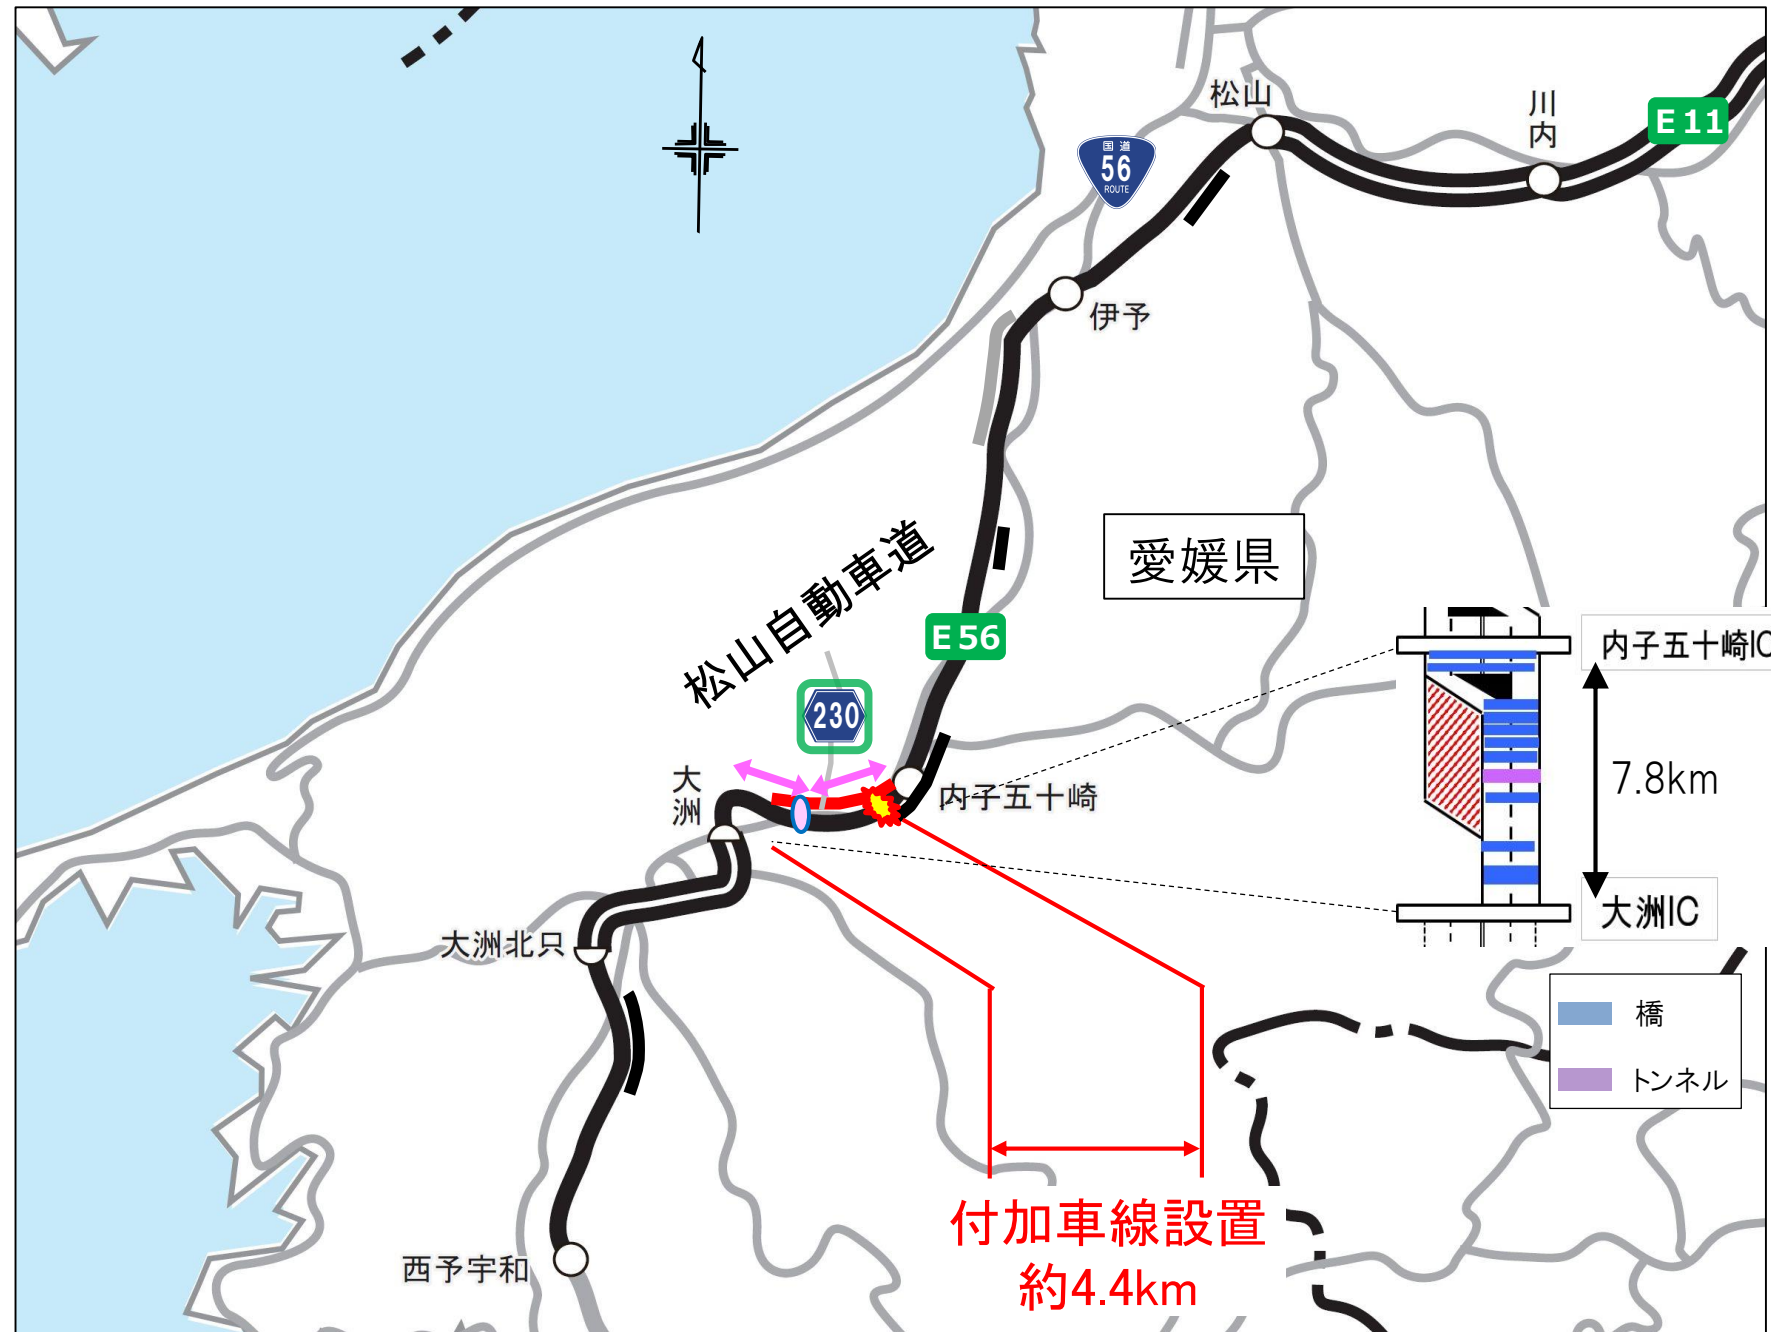 松山
川内
E 11
国道
56
ROUTE
伊予
愛媛県
松山自動車道
E 56
内子五十崎IC
230
7.8km
大洲
内子五十崎
大洲IC
大洲北只
橋
トンネル
付加車線設置
約4.4km
西予宇和